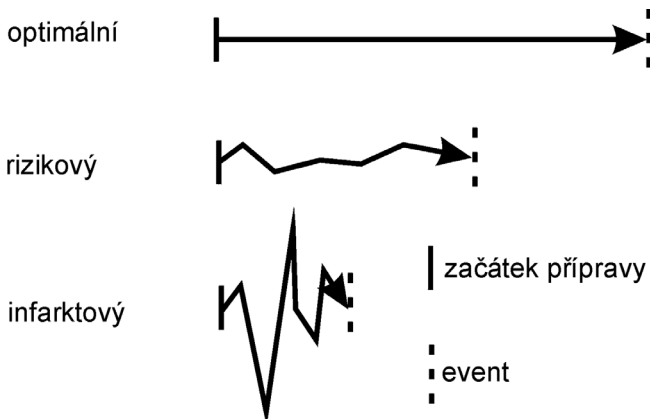 optimální
rizikový
začátek přípravy
infarktový
event